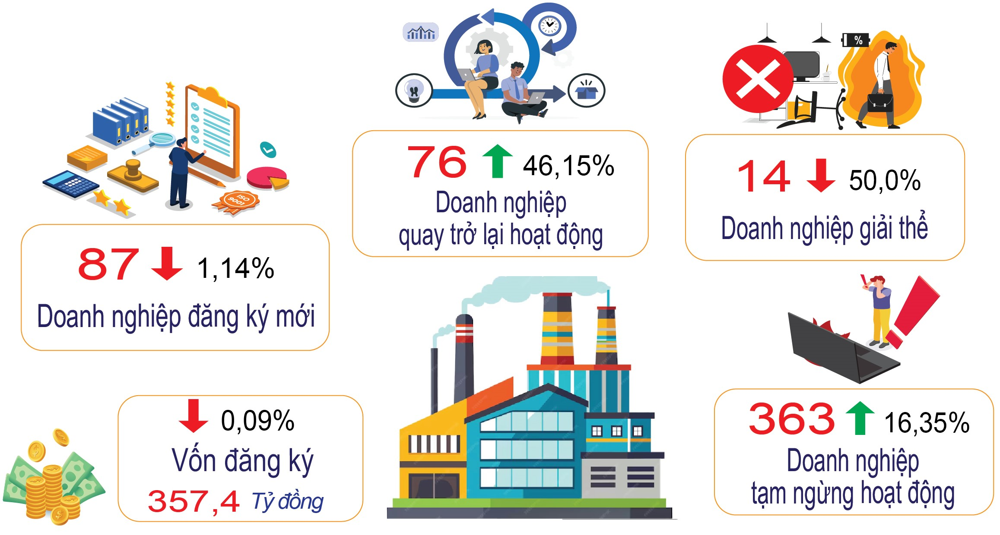 %
76 46,15%
Doanh nghiệp
quay trở lại hoạt động
14 50,0%
Doanh nghiệp giải thể
ISO
9001
87 1,14%
Doanh nghiệp đăng ký mới
0,09%
Vốn đăng ký
357,4 Tỷ đồng
363 16,35%
Doanh nghiệp
tạm ngừng hoạt động